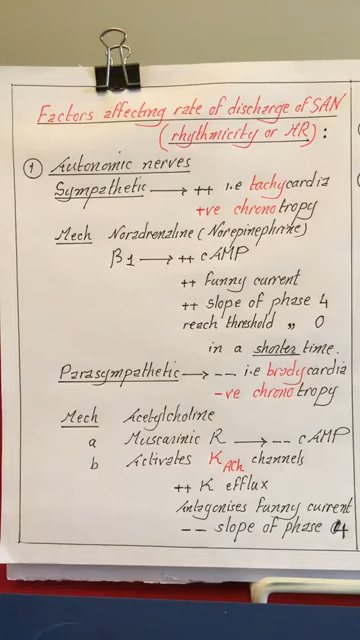 Factors affecting rate of discharge of SAN
(rhythmicity or HR):
① Autonomic nerves
Sympathetic → ++ i.e tachycardia
+ve chronotropy
Mech Noradrenaline (Norepinephrine)
β1 → ++ cAMP
++ funny current
++ slope of phase 4
reach threshold „ 0
in a shorter time.
Parasympathetic → -- i.e bradycardia
-ve chronotropy
Mech Acetylcholine
a Muscarinic R → -- cAMP
b Activates K ACh channels
++ K efflux
Antagonises funny current
-- slope of phase 4